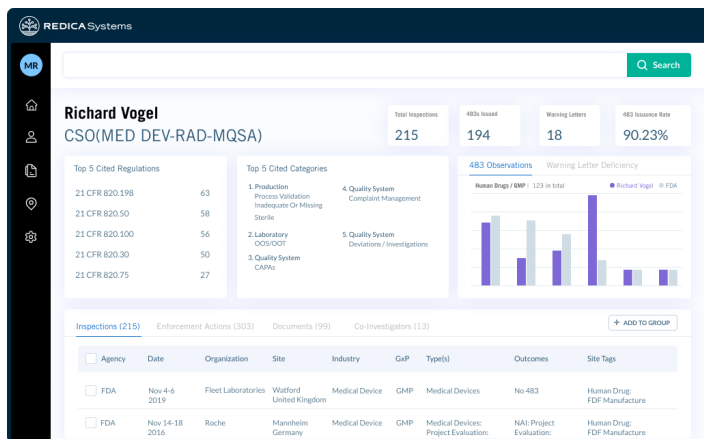 REDICA Systems
MR
Search
Richard Vogel
CSO(MED DEV-RAD-MQSA)
Total Inspections
215
483s Issued
194
Warning Letters
18
483 Issuance Rate
90.23%
Top 5 Cited Regulations
21 CFR 820.198 63
21 CFR 820.50 58
21 CFR 820.100 56
21 CFR 820.30 50
21 CFR 820.75 27
Top 5 Cited Categories
1. Production
Process Validation
Inadequate Or Missing
Sterile
2. Laboratory
OOS/OOT
3. Quality System
CAPAs
4. Quality System
Complaint Management
5. Quality System
Deviations / Investigations
483 Observations Warning Letter Deficiency
Human Drugs / GMP | 123 in total Richard Vogel FDA
Inspections (215) Enforcement Actions (303) Documents (99) Co-Investigators (13) + ADD TO GROUP
Agency Date Organization Site Industry GxP Type(s) Outcomes Site Tags
FDA Nov 4-6 Fleet Laboratories Watford Medical Device GMP Medical Devices No 483 Human Drug:
2019 United Kingdom FDF Manufacture
FDA Nov 14-18 Roche Mannheim Medical Device GMP Medical Devices: NAI: Project Human Drug:
2016 Germany Project Evaluation: Evaluation: FDF Manufacture